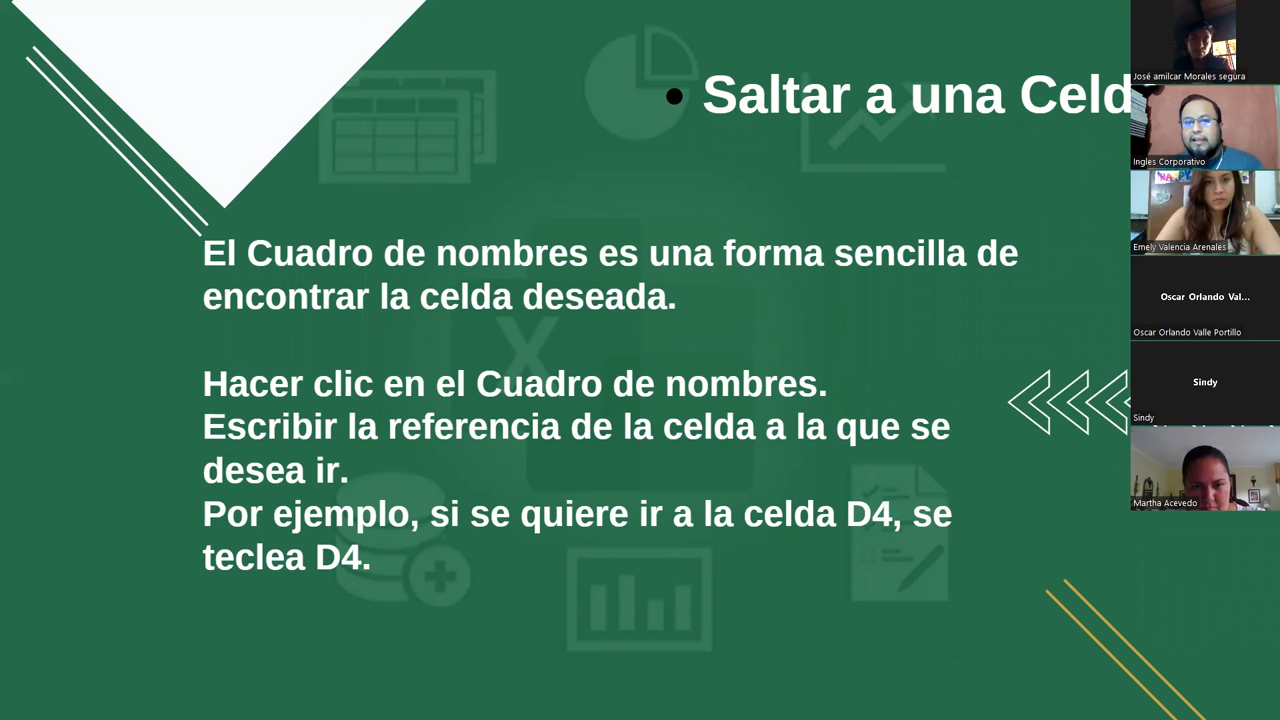 Saltar a una Celd
El Cuadro de nombres es una forma sencilla de
encontrar la celda deseada.
Hacer clic en el Cuadro de nombres.
Escribir la referencia de la celda a la que se
desea ir.
Por ejemplo, si se quiere ir a la celda D4, se
teclea D4.
José amilcar Morales segura
Ingles Corporativo
Emely Valencia Arenales
Oscar Orlando Val...
Oscar Orlando Valle Portillo
Sindy
Sindy
Martha Acevedo